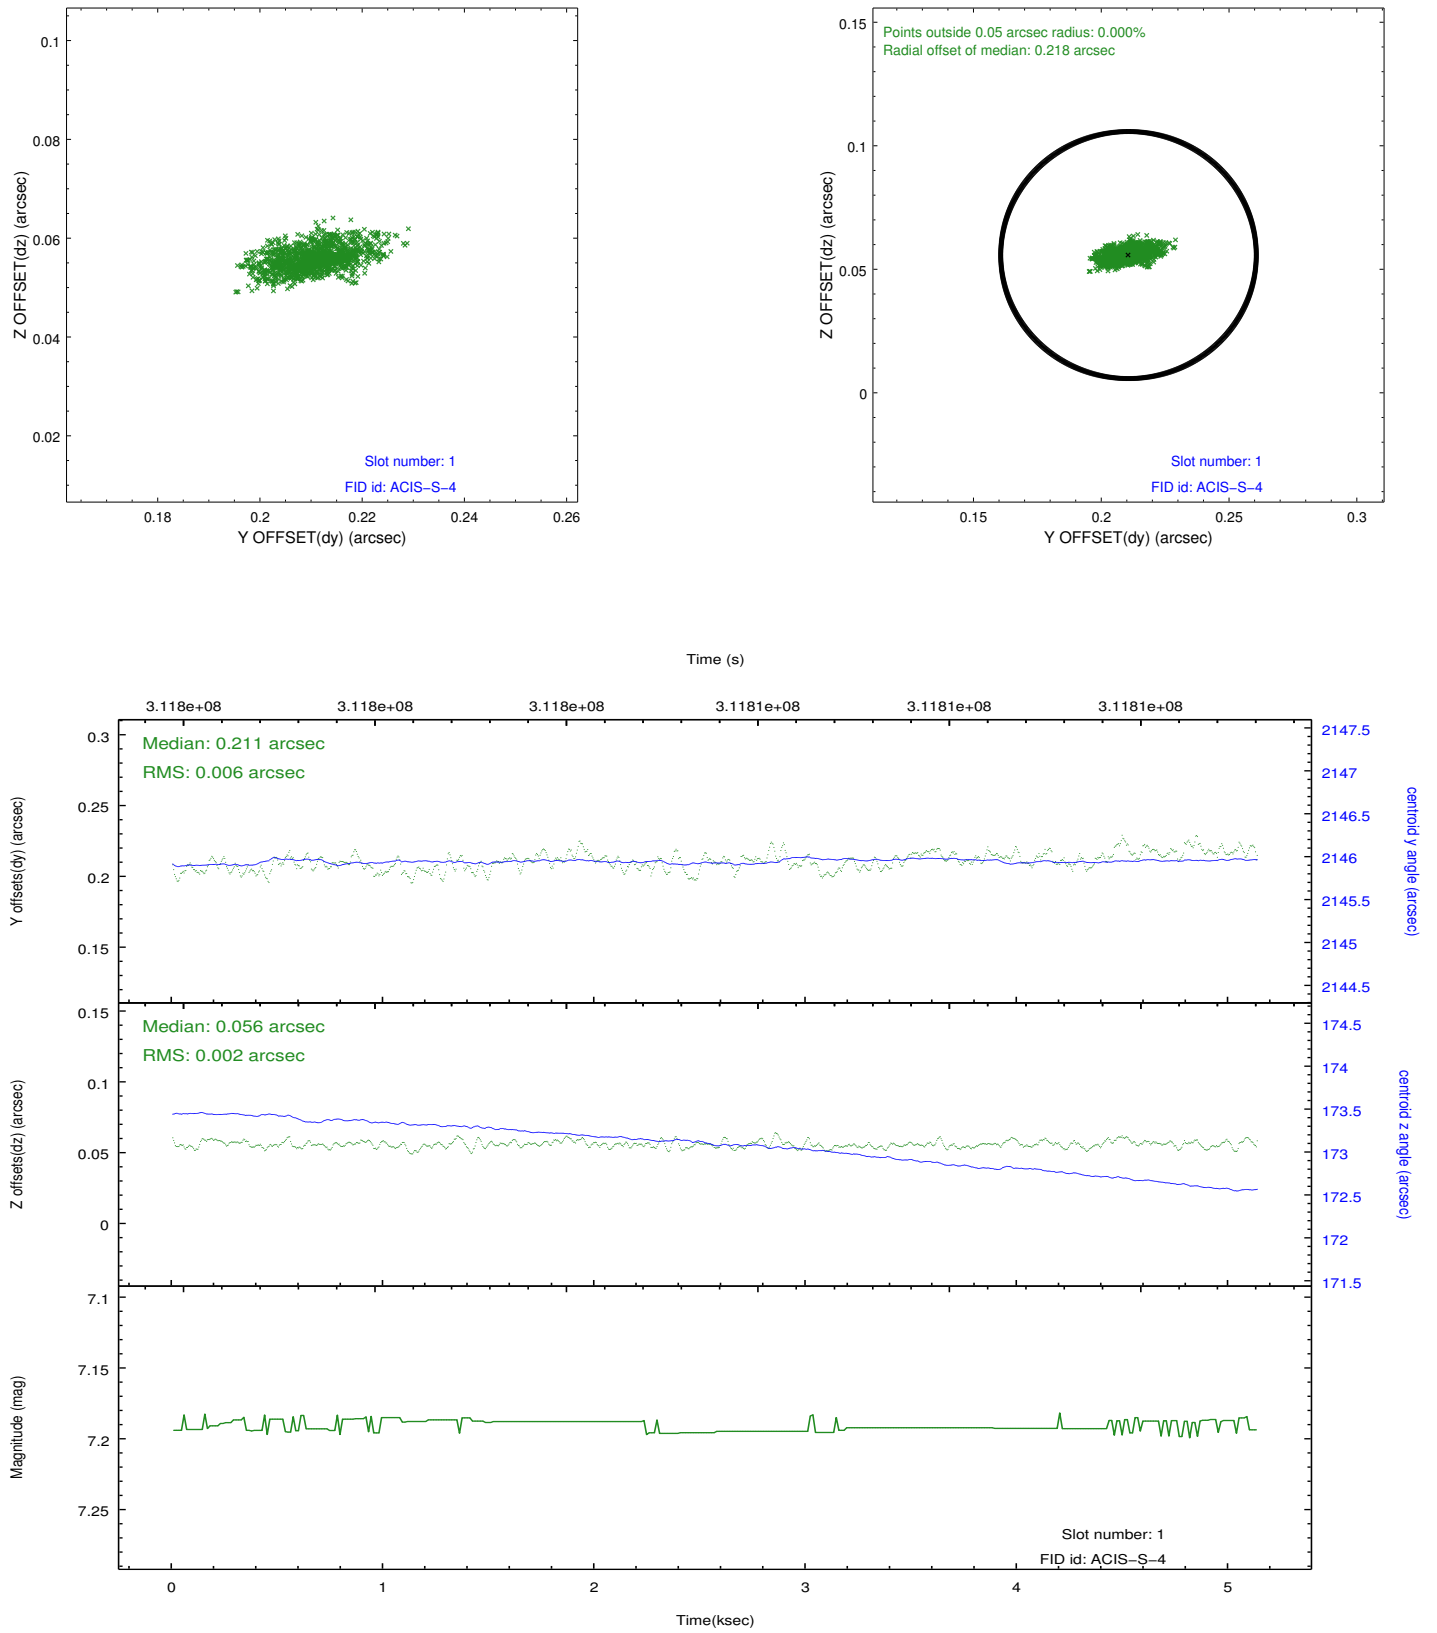 0.1
0.08
0.06
0.04
0.02
Z OFFSET(dz) (arcsec)
Slot number: 1
FID id: ACIS−S−4
0.18
0.2
0.22
0.24
0.26
Y OFFSET(dy) (arcsec)
Points outside 0.05 arcsec radius: 0.000%
Radial offset of median: 0.218 arcsec
0.15
0.1
0.05
0
Z OFFSET(dz) (arcsec)
Slot number: 1
FID id: ACIS−S−4
0.15
0.2
0.25
0.3
Y OFFSET(dy) (arcsec)
Time (s)
3.118e+08
3.118e+08
3.118e+08
3.1181e+08
3.1181e+08
3.1181e+08
Median: 0.211 arcsec
RMS: 0.006 arcsec
0.3
0.25
0.2
0.15
Y offsets(dy) (arcsec)
2147.5
2147
2146.5
2146
2145.5
2145
2144.5
centroid y angle (arcsec)
Median: 0.056 arcsec
RMS: 0.002 arcsec
0.15
0.1
0.05
0
Z offsets(dz) (arcsec)
174.5
174
173.5
173
172.5
172
171.5
centroid z angle (arcsec)
7.1
7.15
7.2
7.25
Magnitude (mag)
Slot number: 1
FID id: ACIS−S−4
0
1
2
3
4
5
Time(ksec)